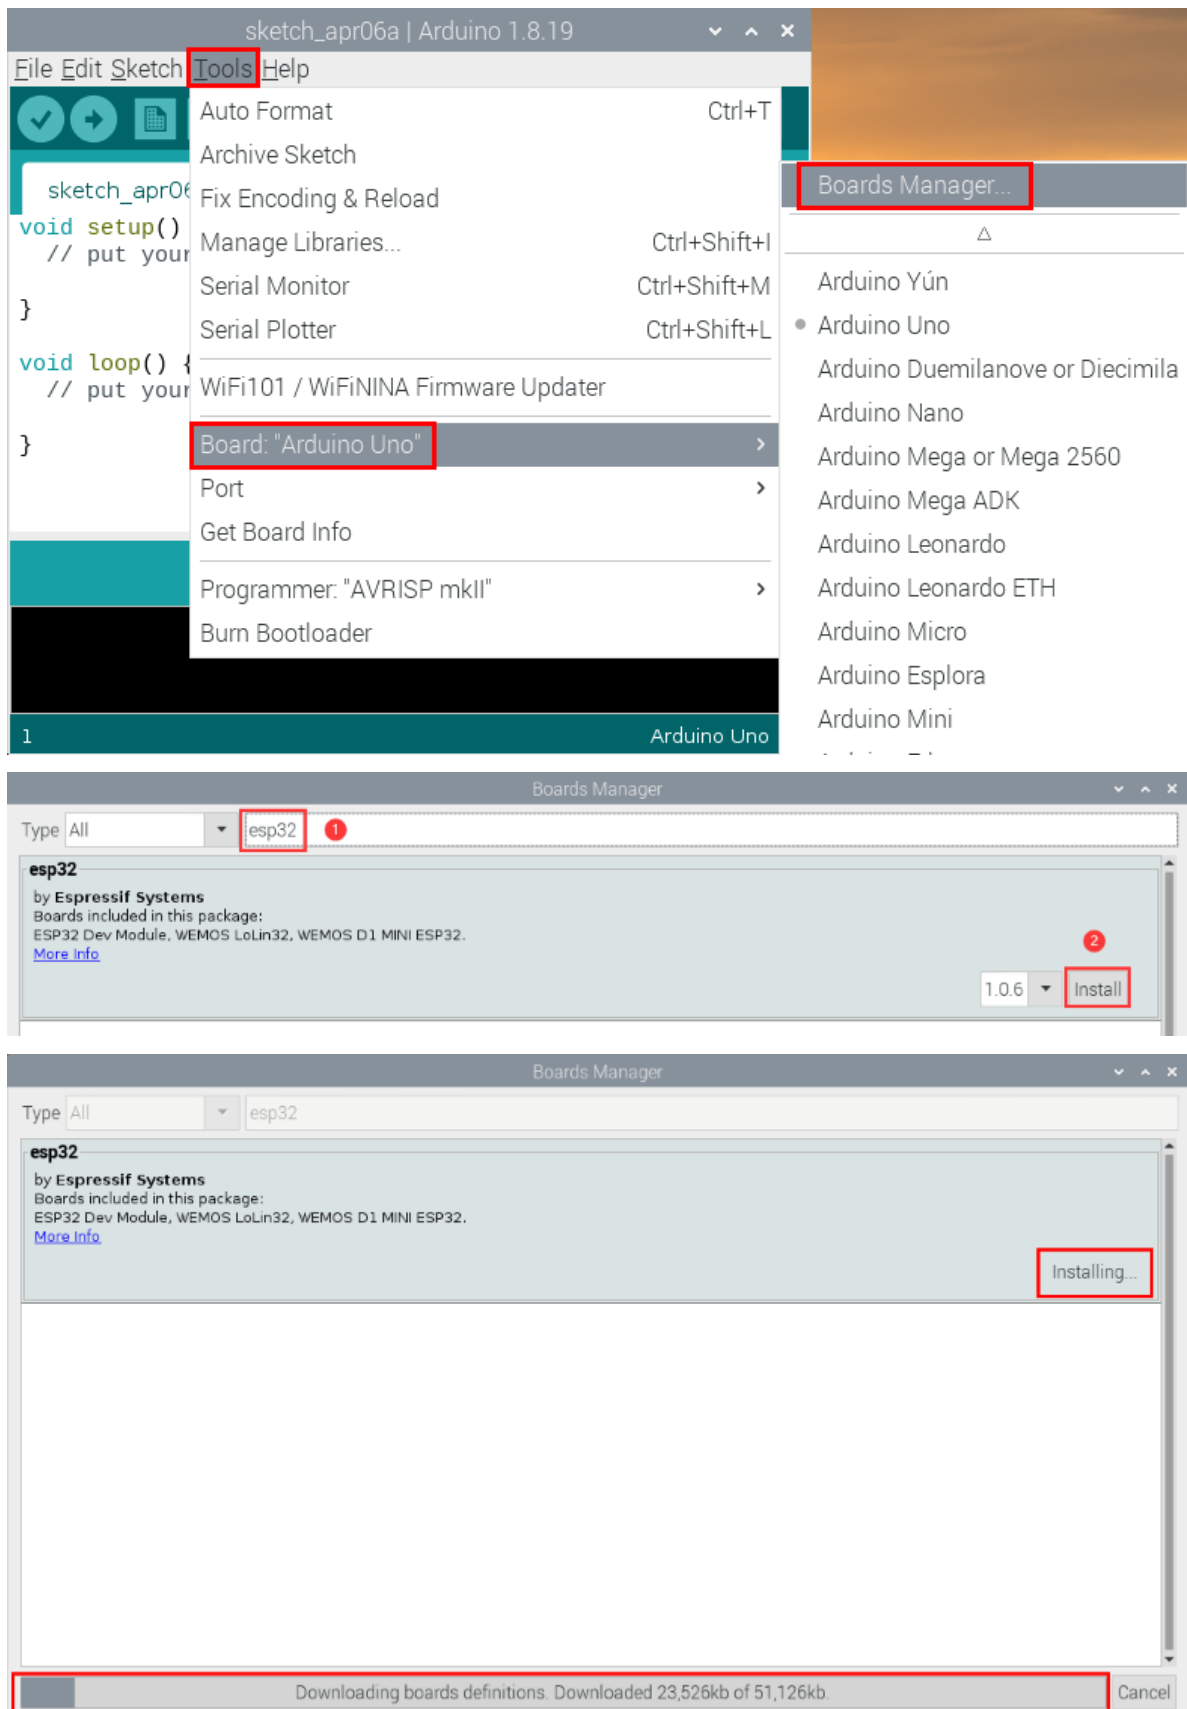 sketch_apr06a | Arduino 1.8.19
File Edit Sketch Tools Help
Auto Format Ctrl+T
Archive Sketch
Fix Encoding & Reload
Manage Libraries... Ctrl+Shift+I
Serial Monitor Ctrl+Shift+M
Serial Plotter Ctrl+Shift+L
WiFi101 / WiFiNINA Firmware Updater
Board: "Arduino Uno"
Port
Get Board Info
Programmer: "AVRISP mkII"
Burn Bootloader
sketch_apr06
void setup()
// put your
}
void loop() {
// put your
}
1 Arduino Uno
Boards Manager...
Arduino Yún
Arduino Uno
Arduino Duemilanove or Diecimila
Arduino Nano
Arduino Mega or Mega 2560
Arduino Mega ADK
Arduino Leonardo
Arduino Leonardo ETH
Arduino Micro
Arduino Esplora
Arduino Mini
Boards Manager
Type All esp32 1
esp32
by Espressif Systems
Boards included in this package:
ESP32 Dev Module, WEMOS LoLin32, WEMOS D1 MINI ESP32.
More Info
2
1.0.6 Install
Boards Manager
Type All esp32
esp32
by Espressif Systems
Boards included in this package:
ESP32 Dev Module, WEMOS LoLin32, WEMOS D1 MINI ESP32.
More Info
Installing...
Downloading boards definitions. Downloaded 23,526kb of 51,126kb. Cancel